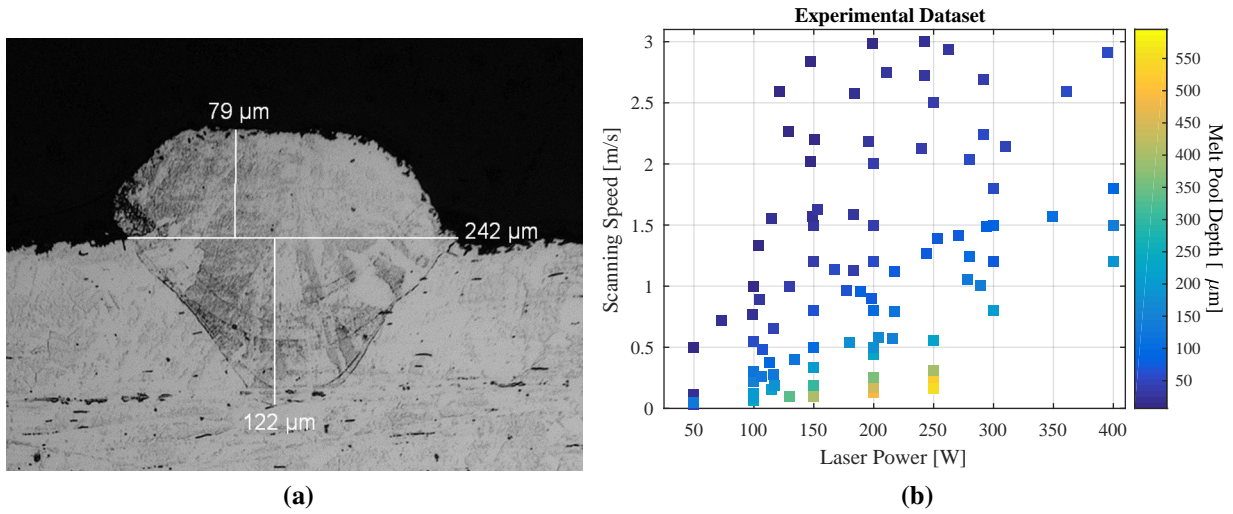 79 µm
242 µm
122 µm
(a)
Experimental Dataset
Scanning Speed [m/s]
3
2.5
2
1.5
1
0.5
0
50 100 150 200 250 300 350 400
Laser Power [W]
550
500
450
400
350
300
250
200
150
100
50
Melt Pool Depth [ µm]
(b)